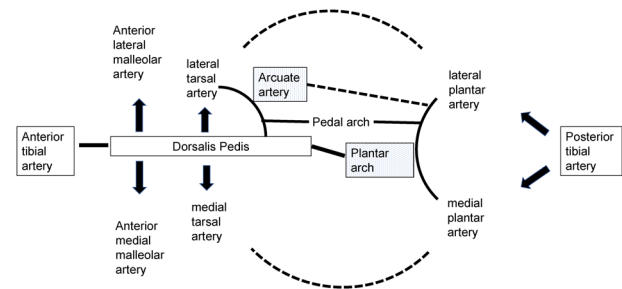 Anterior
lateral
malleolar
artery
lateral
tarsal
artery
Arcuate
artery
lateral
plantar
artery
Pedal arch
Anterior
tibial
artery
Dorsalis Pedis
Plantar
arch
Posterior
tibial
artery
Anterior
medial
malleolar
artery
medial
tarsal
artery
medial
plantar
artery